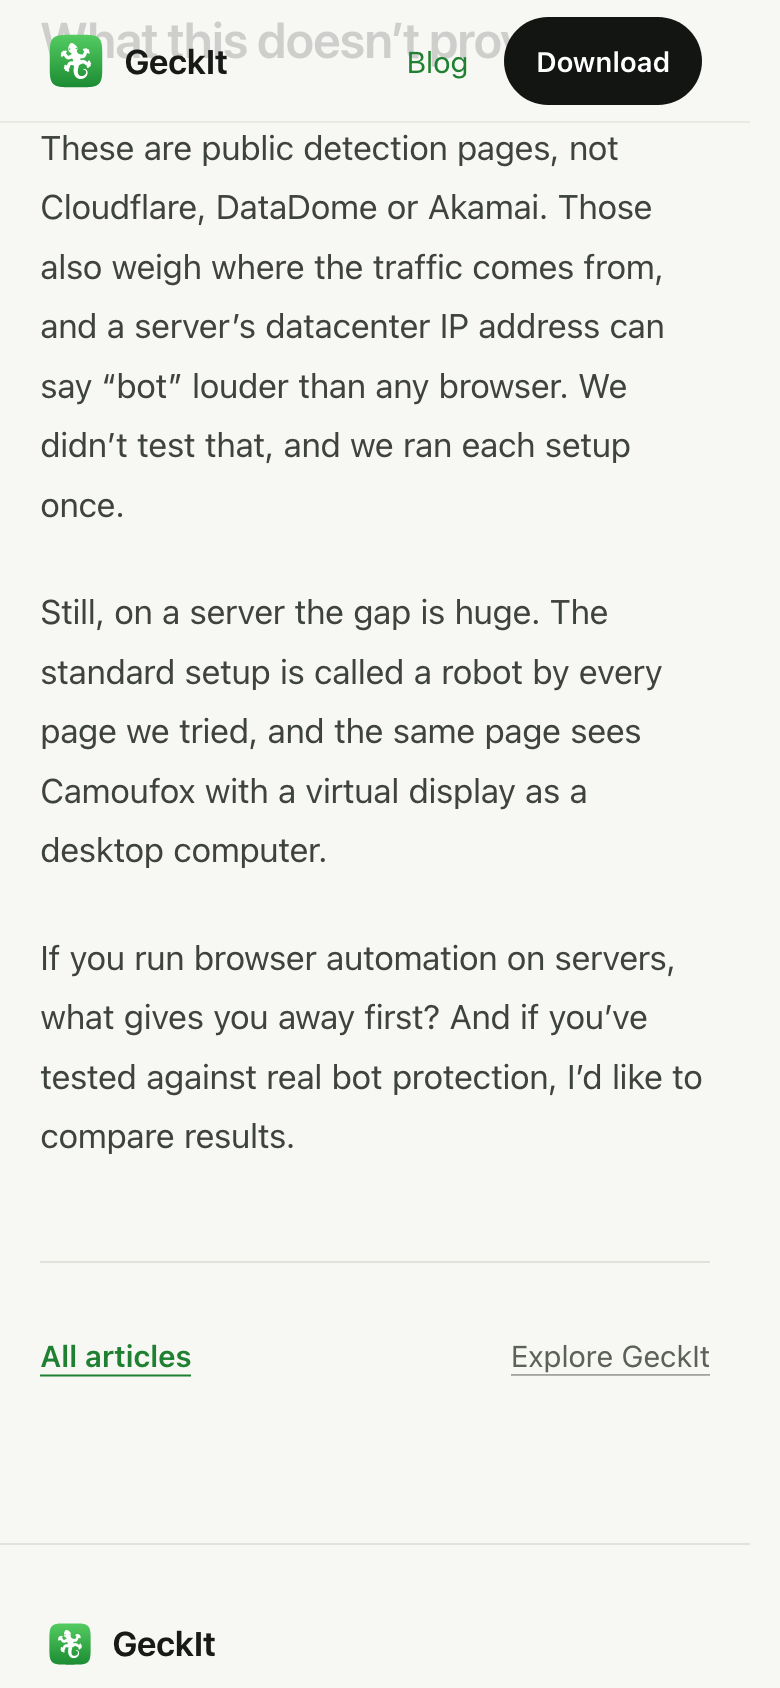 What this doesn’t prov
GeckIt
Blog
Download
These are public detection pages, not
Cloudflare, DataDome or Akamai. Those
also weigh where the traffic comes from,
and a server’s datacenter IP address can
say “bot” louder than any browser. We
didn’t test that, and we ran each setup
once.
Still, on a server the gap is huge. The
standard setup is called a robot by every
page we tried, and the same page sees
Camoufox with a virtual display as a
desktop computer.
If you run browser automation on servers,
what gives you away first? And if you’ve
tested against real bot protection, I’d like to
compare results.
All articles
Explore GeckIt
GeckIt